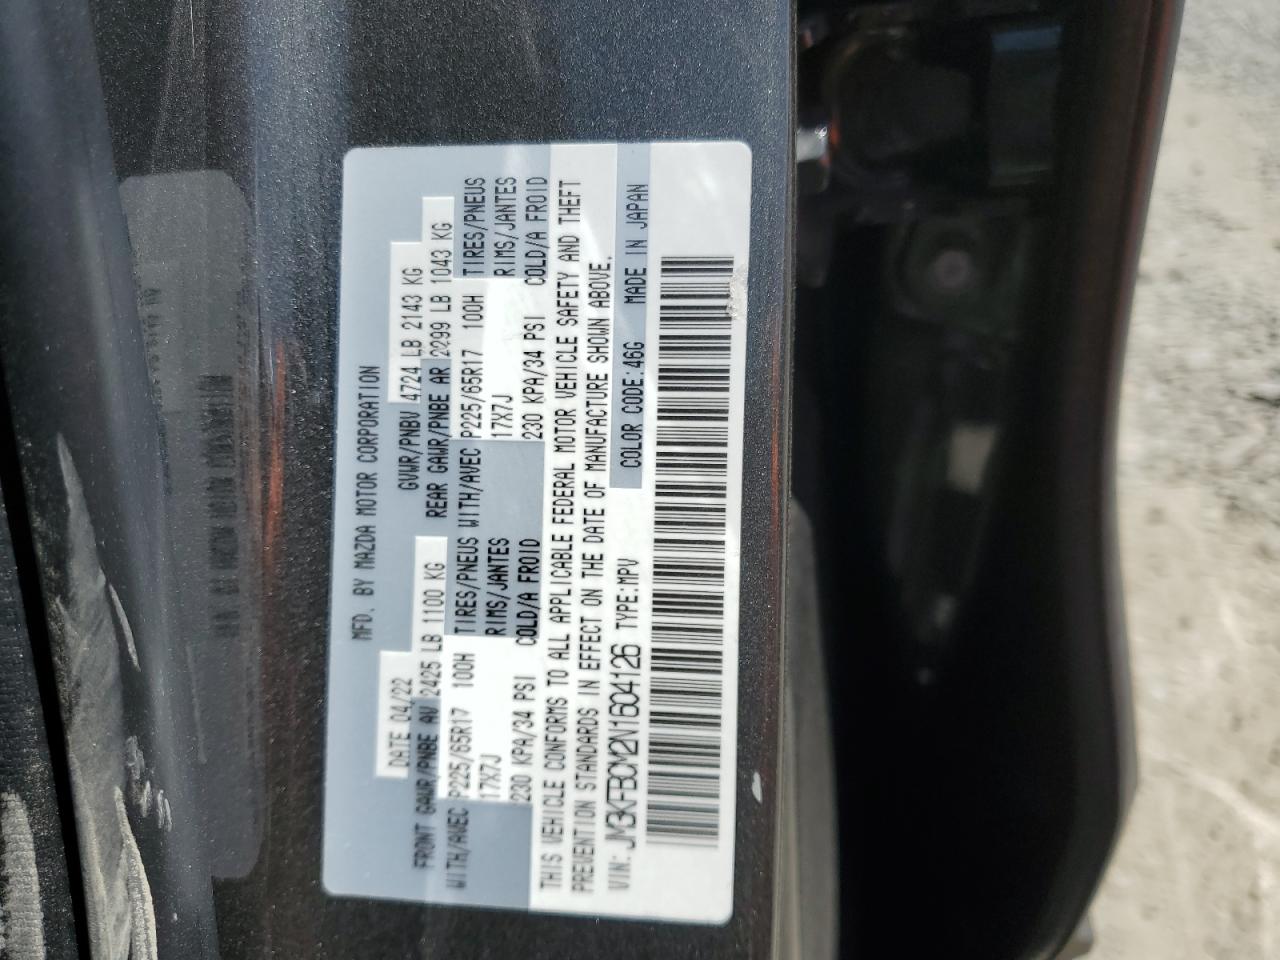 MFD. BY MAZDA MOTOR CORPORATION
DATE 04/22 GVWR/PNBV 4724 LB 2143 KG
FRONT GAWR/PNBE AV 2425 LB 1100 KG REAR GAWR/PNBE AR 2299 LB 1043 KG
WITH/AVEC P225/65R17 100H TIRES/PNEUS WITH/AVEC P225/65R17 100H TIRES/PNEUS
17X7J RIMS/JANTES 17X7J RIMS/JANTES
230 KPA/34 PSI COLD/A FROID 230 KPA/34 PSI COLD/A FROID
THIS VEHICLE CONFORMS TO ALL APPLICABLE FEDERAL MOTOR VEHICLE SAFETY AND THEFT
PREVENTION STANDARDS IN EFFECT ON THE DATE OF MANUFACTURE SHOWN ABOVE.
VIN: JM3KFBCM2N1604126 TYPE:MPV COLOR CODE:46G MADE IN JAPAN